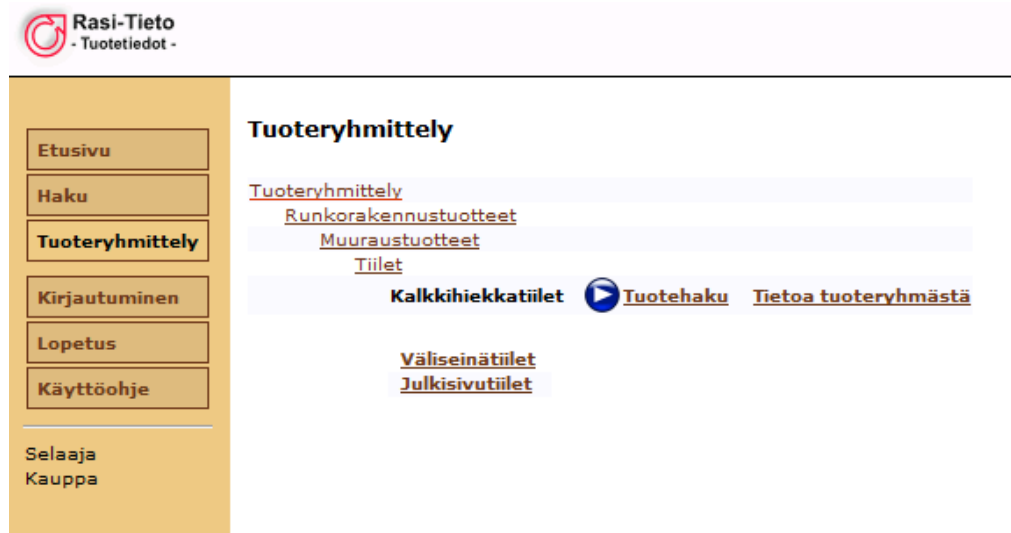 Rasi-Tieto
- Tuotetiedot -
Etusivu
Haku
Tuoteryhmittely
Kirjautuminen
Lopetus
Käyttöohje
Selaaja
Kauppa
Tuoteryhmittely
Tuoteryhmittely
Runkorakennustuotteet
Muuraustuotteet
Tiilet
Kalkkihiekkatiilet Tuotehaku Tietoa tuoteryhmästä
Väliseinätiilet
Julkisivutiilet